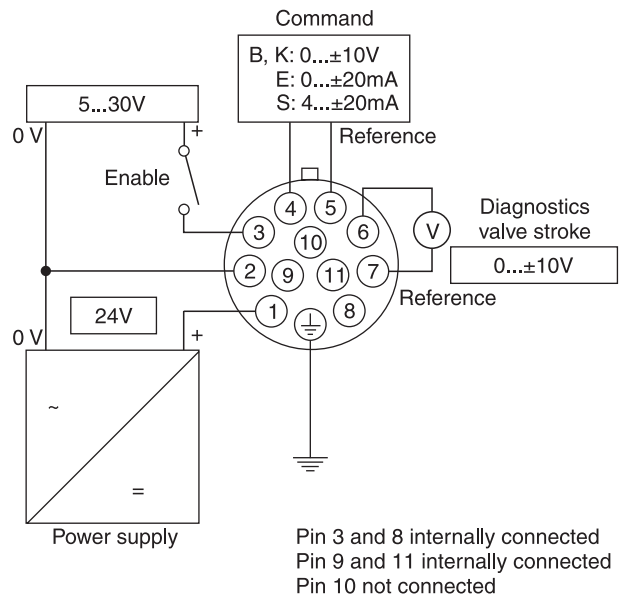 Command
B, K: 0...±10V
E: 0...±20mA
S: 4...±20mA
5...30V
0 V
+
Reference
Enable
4
5
3
6
10
V
Diagnostics
valve stroke
0...±10V
2
9
11
7
Reference
1
8
24V
0 V
+
~
=
Power supply
Pin 3 and 8 internally connected
Pin 9 and 11 internally connected
Pin 10 not connected